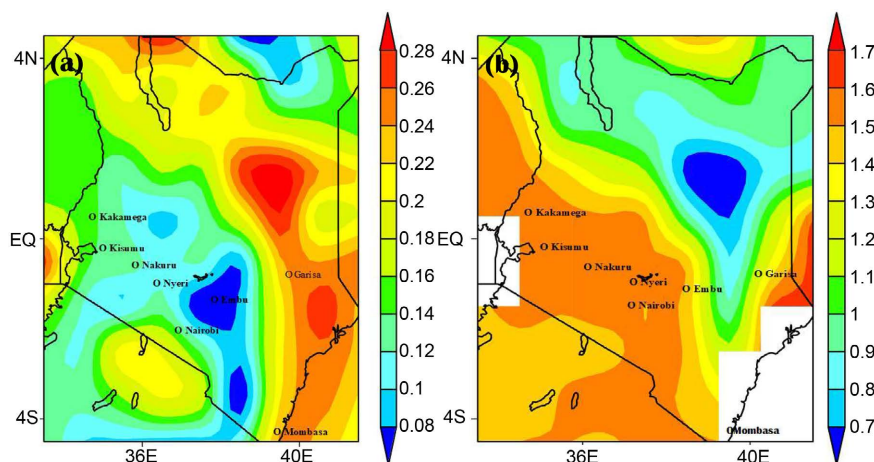 (a)
4N
EQ
4S
36E
40E
O Kakamega
O Kisumu
O Nakuru
O Nyeri
O Embu
O Nairobi
O Garisa
O Mombasa
0.28
0.26
0.24
0.22
0.2
0.18
0.16
0.14
0.12
0.1
0.08
(b)
4N
EQ
4S
36E
40E
O Kakamega
O Kisumu
O Nakuru
O Nyeri
O Embu
O Nairobi
O Garisa
O Mombasa
1.7
1.6
1.5
1.4
1.3
1.2
1.1
1
0.9
0.8
0.7